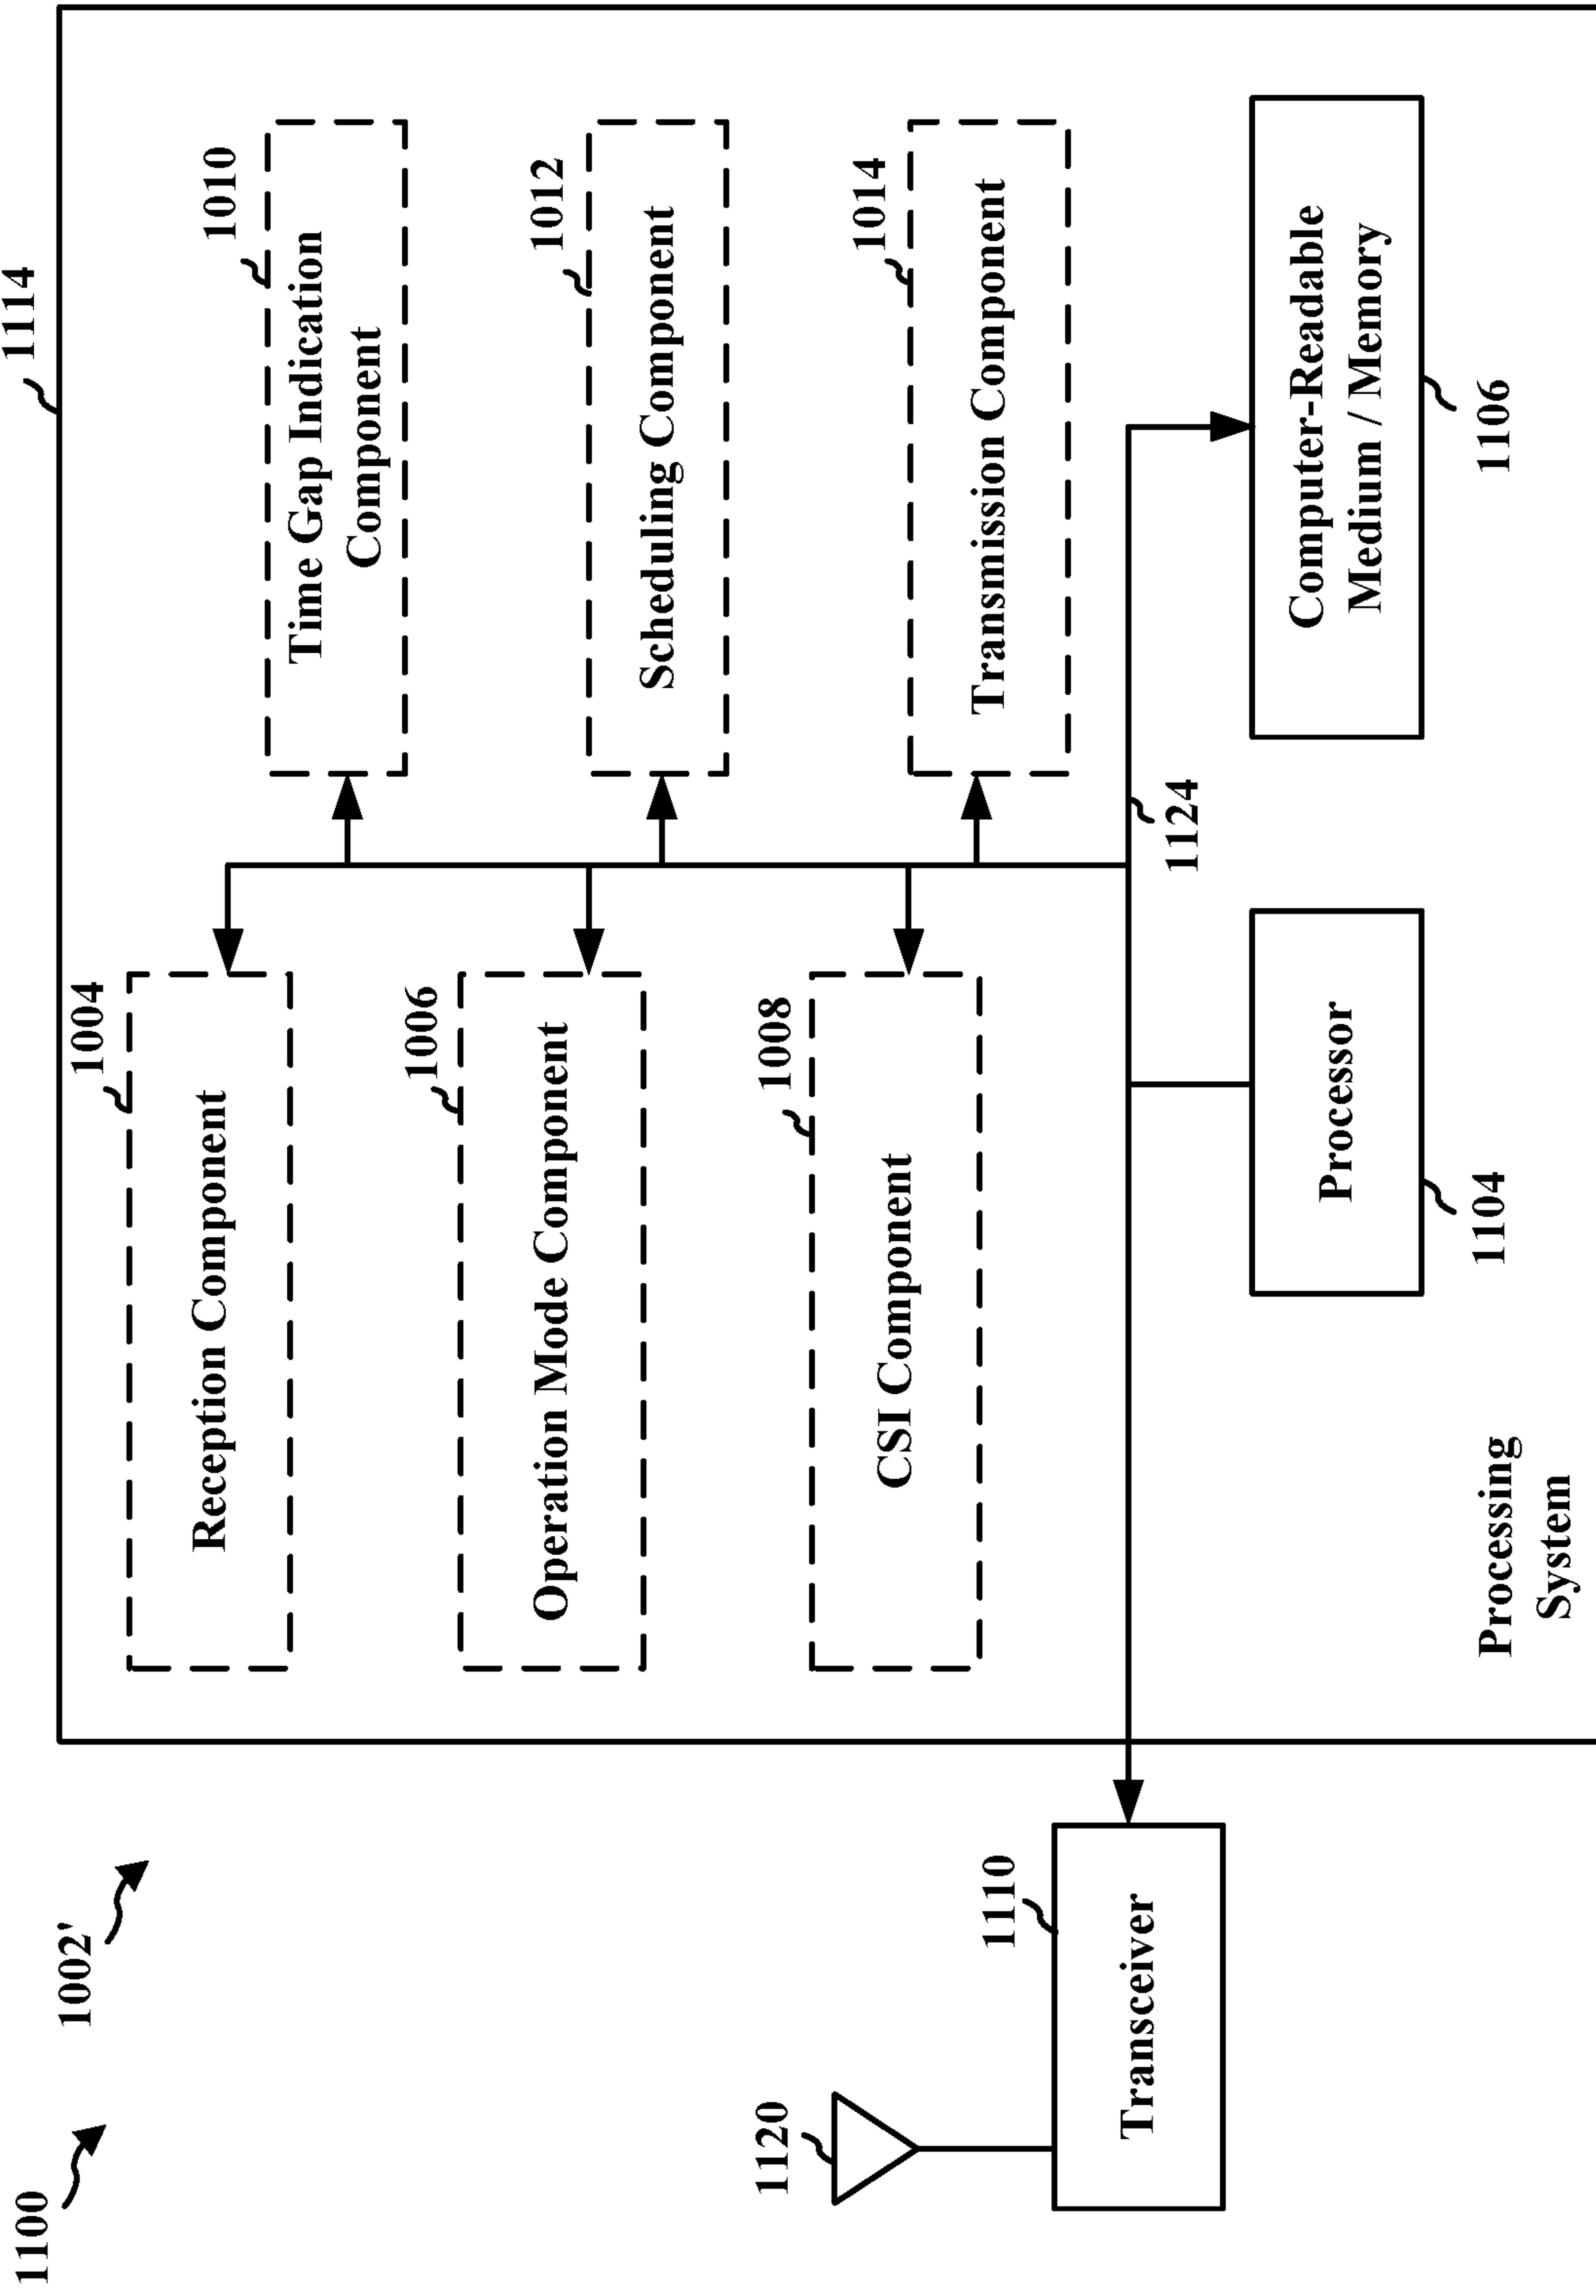 1100
1002'
1114
1004
Reception Component
1010
Time Gap Indication
Component
1006
Operation Mode Component
1012
Scheduling Component
1008
CSI Component
1014
Transmission Component
1120
1110
Transceiver
1124
Processor
1104
Computer-Readable
Medium / Memory
1106
Processing
System